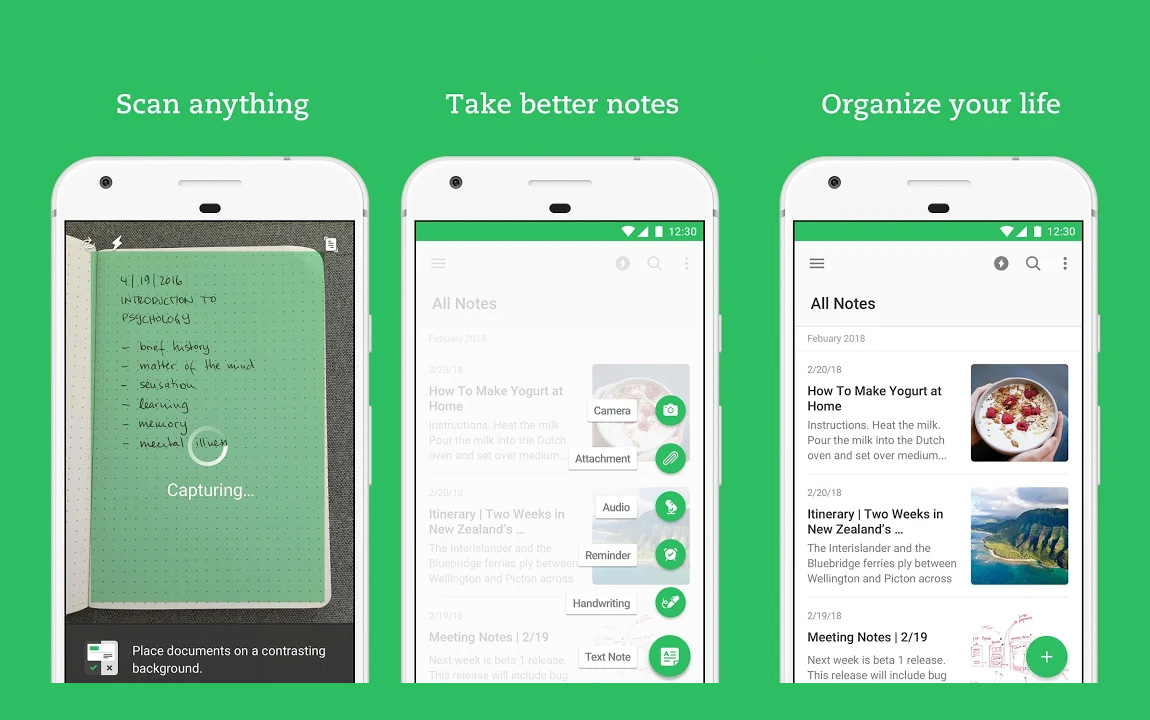 Scan anything
4/19/2016
INTRODUCTION TO
PSYCHOLOGY
- brief history
- matter of the mind
- sensation
- learning
- memory
- mental illness
Capturing...
Place documents on a contrasting
background.
Take better notes
12:30
All Notes
Febuary 2018
2/20/18
How To Make Yogurt at
Home
Instructions. Heat the milk.
Pour the milk into the Dutch
oven and set over medium...
Camera
Attachment
2/20/18
Itinerary | Two Weeks in
New Zealand's ...
The Interislander and the
Bluebridge ferries ply between
Wellington and Picton across
Audio
Reminder
Handwriting
2/19/18
Meeting Notes | 2/19
Next week is beta 1 release.
This release will include bug
Text Note
Organize your life
12:30
All Notes
Febuary 2018
2/20/18
How To Make Yogurt at
Home
Instructions. Heat the milk.
Pour the milk into the Dutch
oven and set over medium...
2/20/18
Itinerary | Two Weeks in
New Zealand's ...
The Interislander and the
Bluebridge ferries ply between
Wellington and Picton across
2/19/18
Meeting Notes | 2/19
Next week is beta 1 release.
This release will include bug